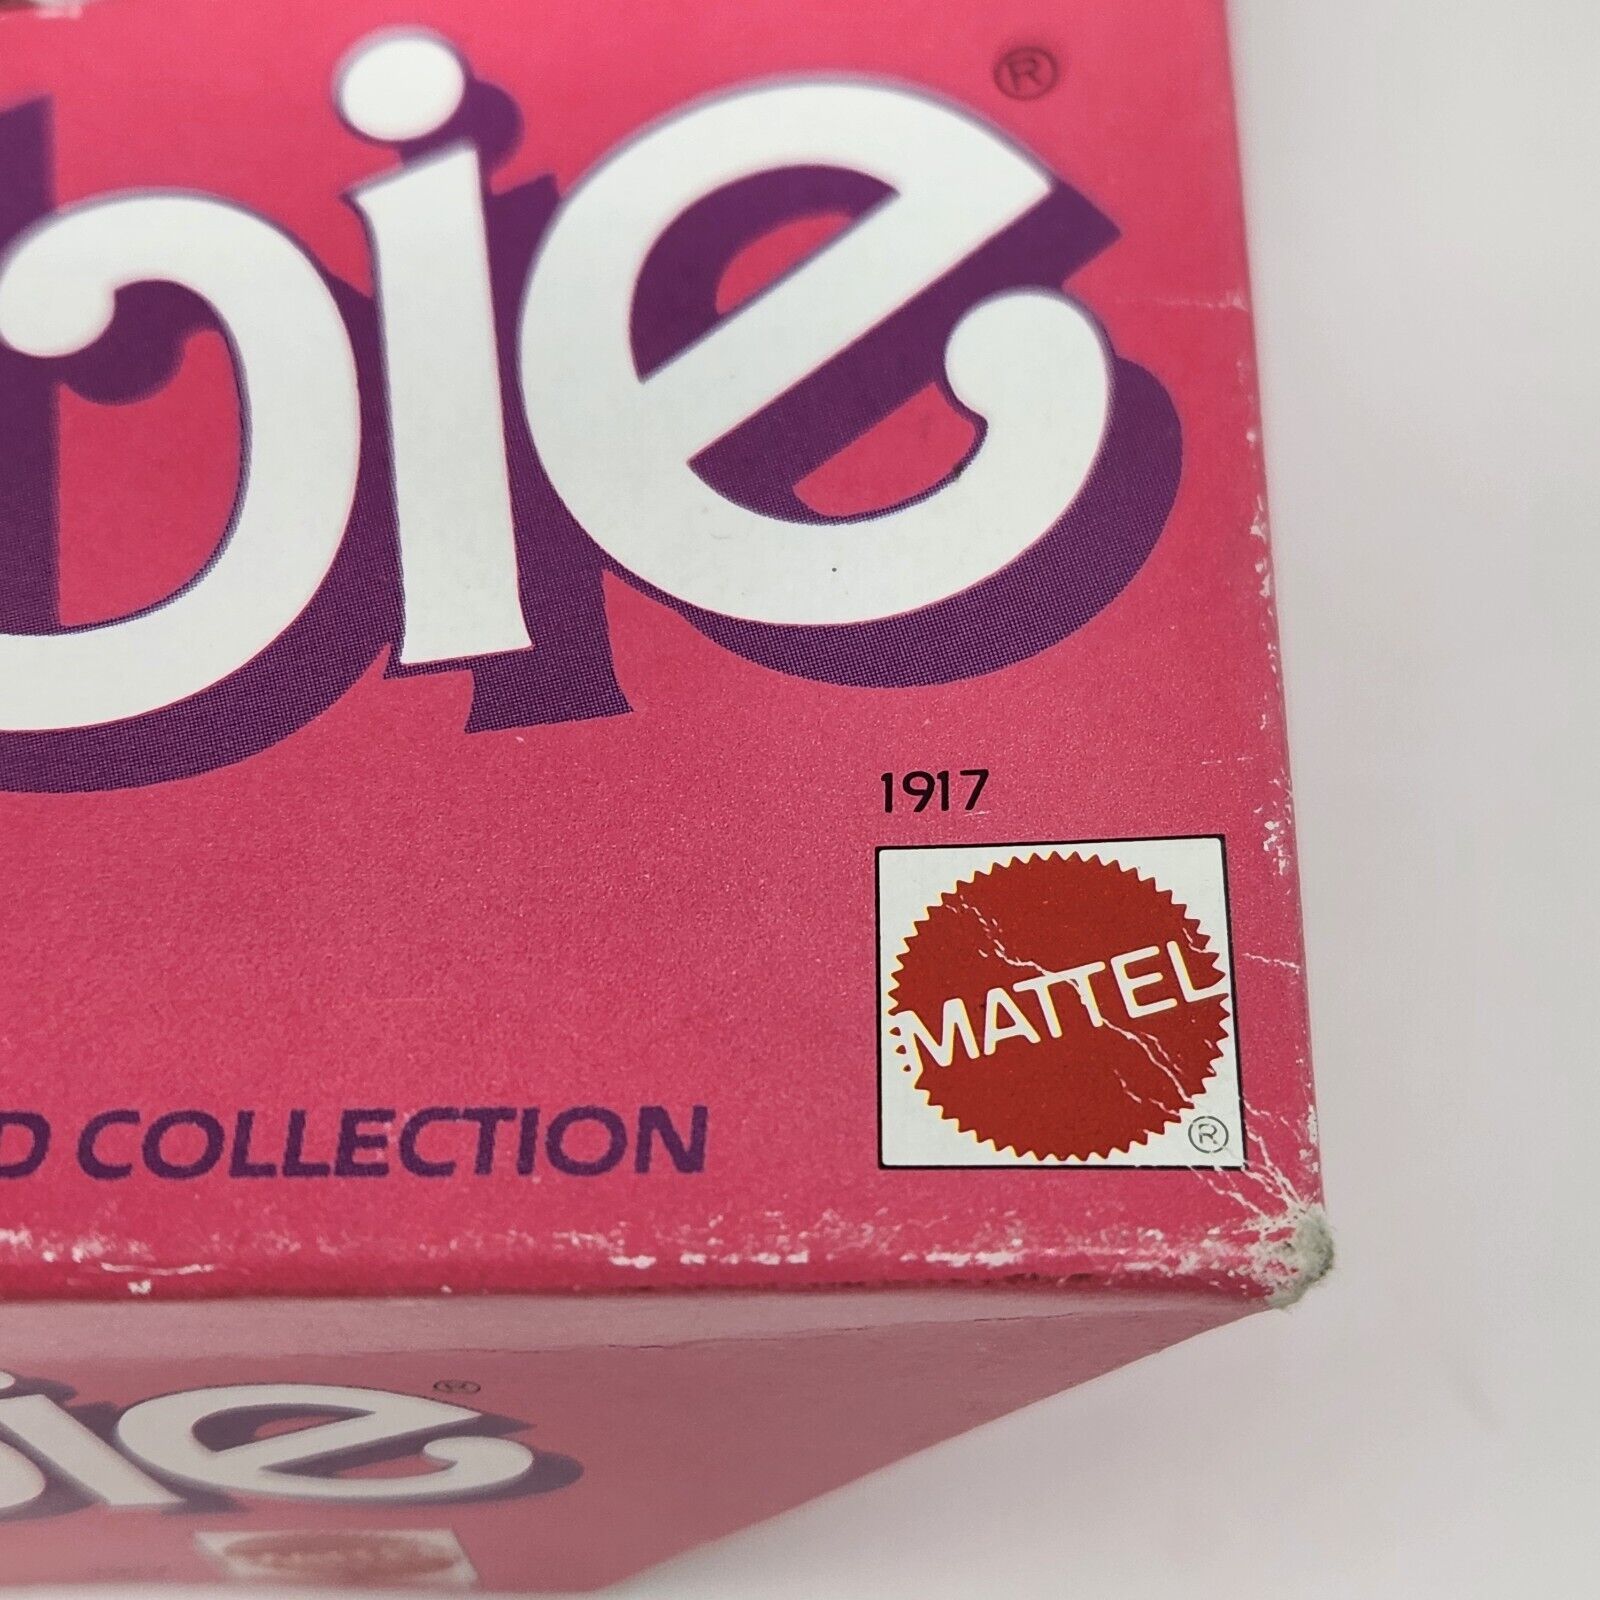 bie ®
1917
MATTEL
®
D COLLECTION
bie ®